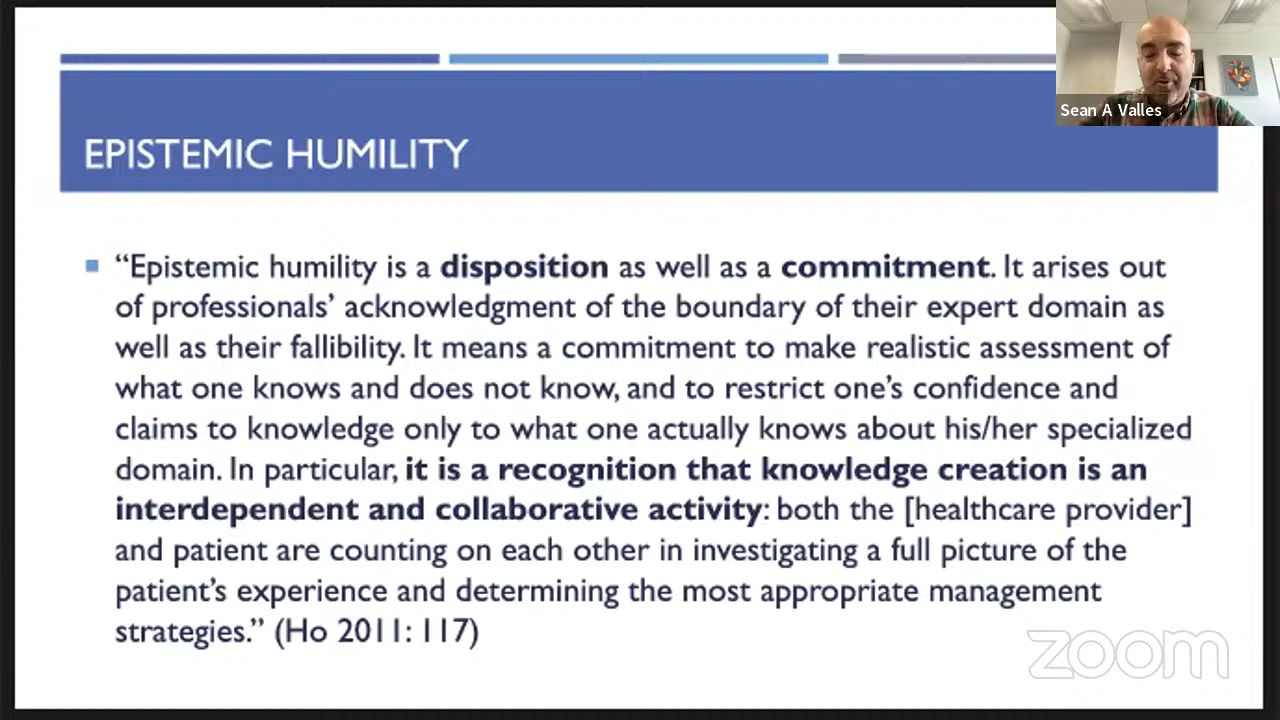 Sean A Valles
EPISTEMIC HUMILITY
“Epistemic humility is a disposition as well as a commitment. It arises out
of professionals’ acknowledgment of the boundary of their expert domain as
well as their fallibility. It means a commitment to make realistic assessment of
what one knows and does not know, and to restrict one’s confidence and
claims to knowledge only to what one actually knows about his/her specialized
domain. In particular, it is a recognition that knowledge creation is an
interdependent and collaborative activity: both the [healthcare provider]
and patient are counting on each other in investigating a full picture of the
patient’s experience and determining the most appropriate management
strategies.” (Ho 2011: 117)
zoom